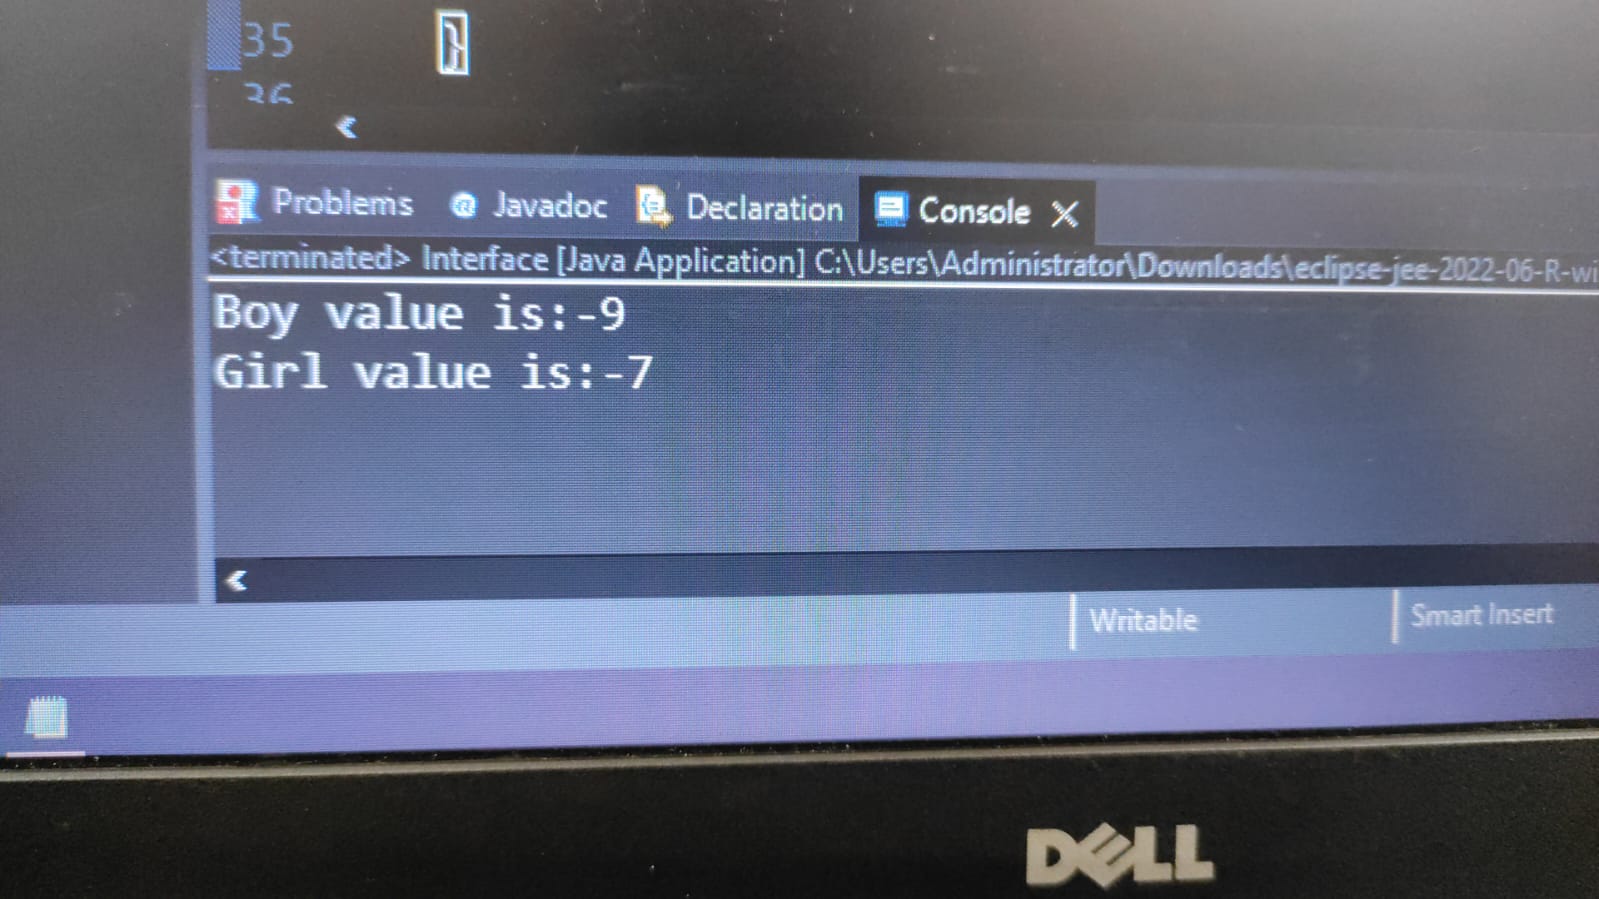 35
}
36
Problems @ Javadoc Declaration Console
<terminated> Interface [Java Application] C:\Users\Administrator\Downloads\eclipse-jee-2022-06-R-wi
Boy value is:-9
Girl value is:-7
Writable Smart Insert
DELL